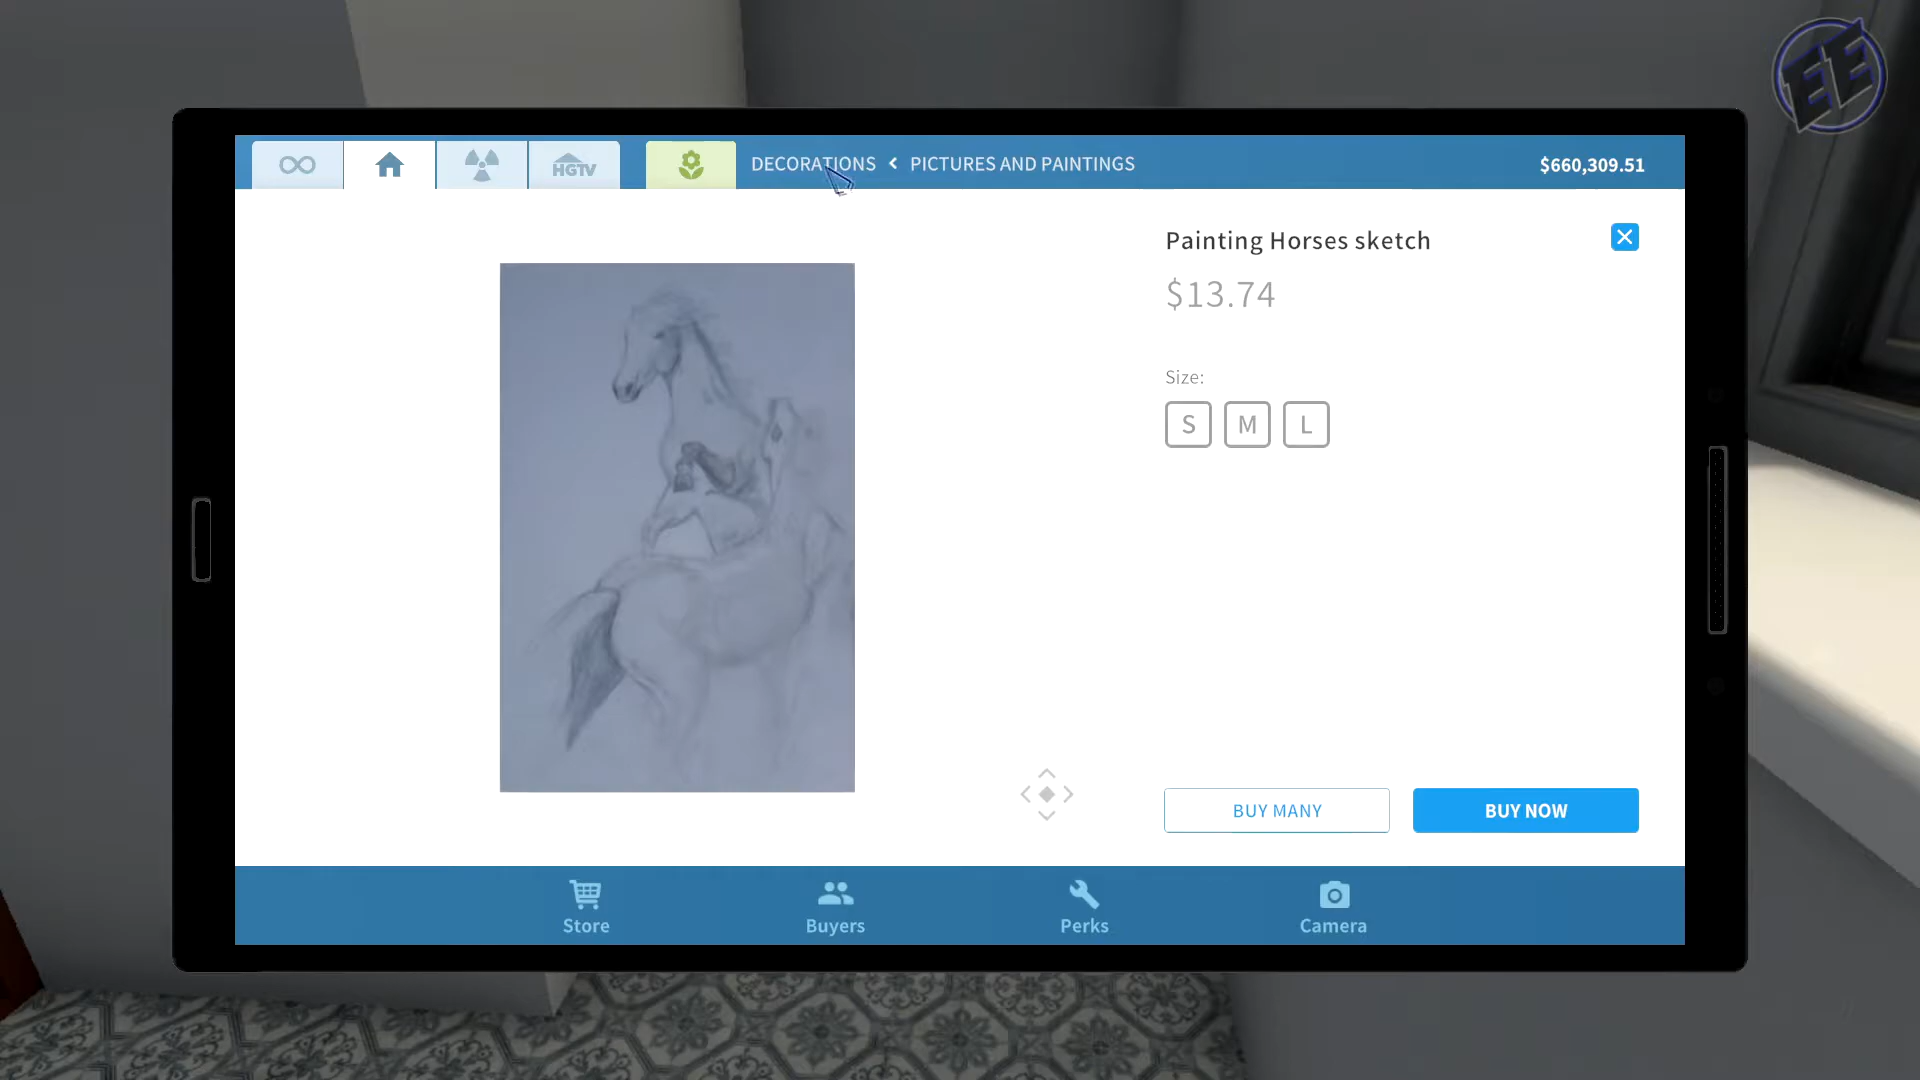 EE
HGTV
DECORATIONS < PICTURES AND PAINTINGS
$660,309.51
Painting Horses sketch
$13.74
Size:
S M L
BUY MANY
BUY NOW
Store
Buyers
Perks
Camera